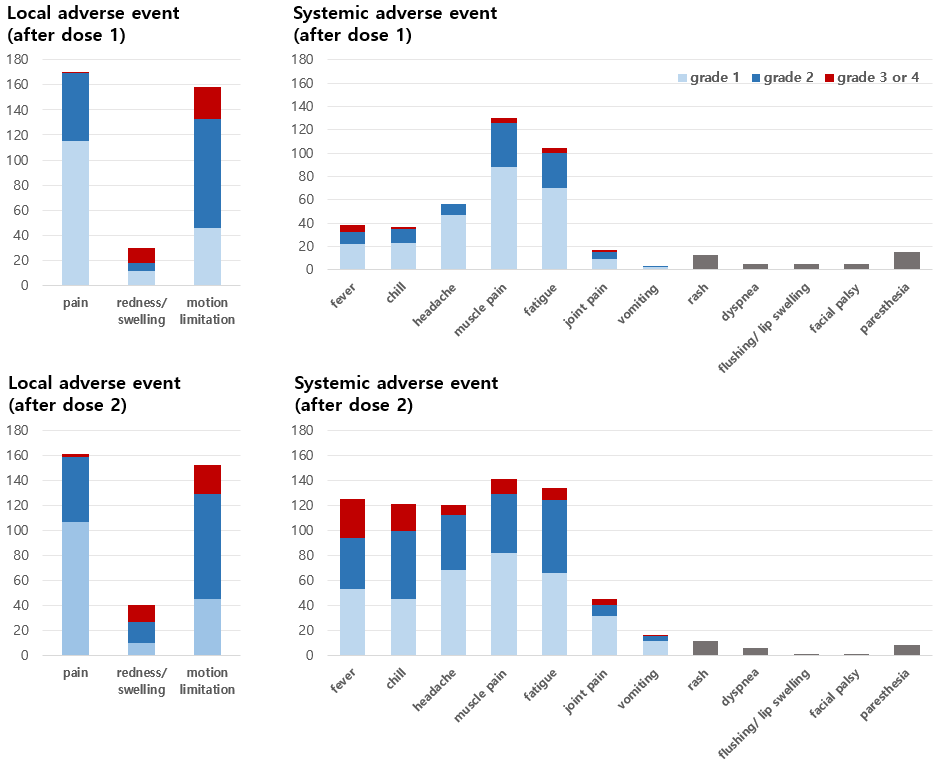 Local adverse event
(after dose 1)
180
160
140
120
100
80
60
40
20
0
pain
redness/
swelling
motion
limitation
Systemic adverse event
(after dose 1)
grade 1
grade 2
grade 3 or 4
180
160
140
120
100
80
60
40
20
0
fever
chill
headache
muscle pain
fatigue
joint pain
vomiting
rash
dyspnea
flushing/ lip swelling
facial palsy
paresthesia
Local adverse event
(after dose 2)
180
160
140
120
100
80
60
40
20
0
pain
redness/
swelling
motion
limitation
Systemic adverse event
(after dose 2)
180
160
140
120
100
80
60
40
20
0
fever
chill
headache
muscle pain
fatigue
joint pain
vomiting
rash
dyspnea
flushing/ lip swelling
facial palsy
paresthesia